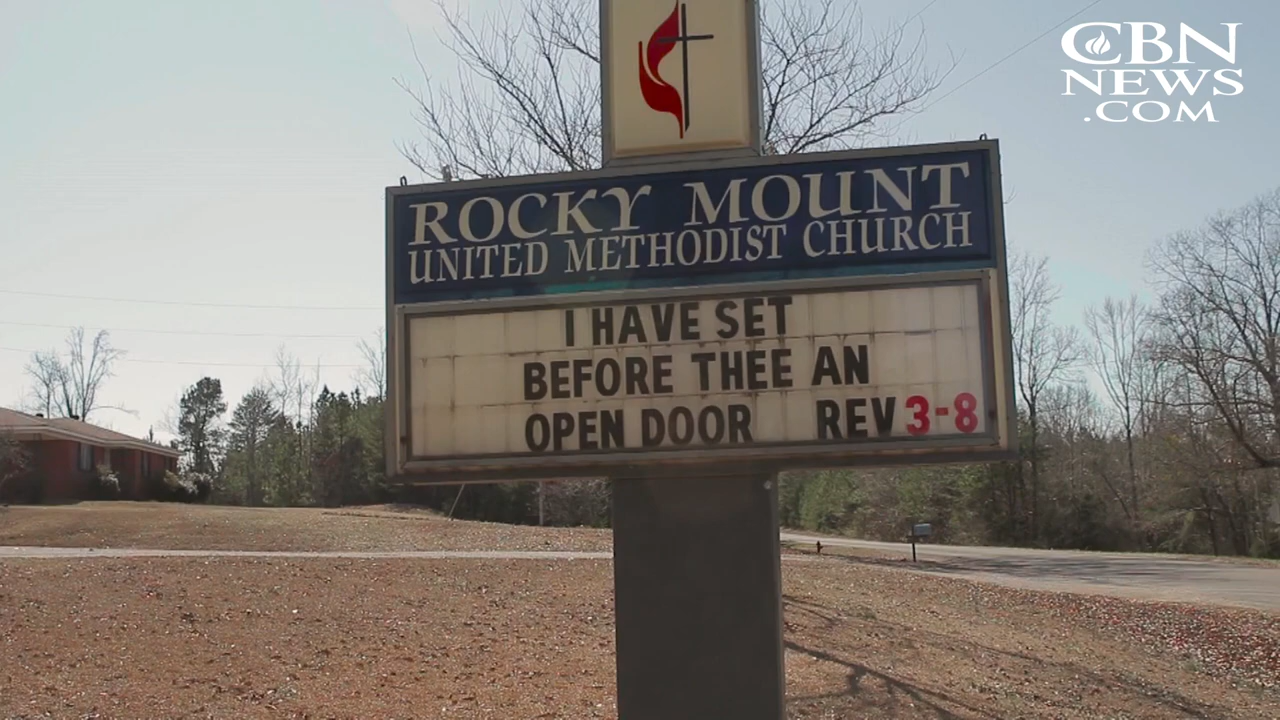 CBN
NEWS
.COM
ROCKY MOUNT
UNITED METHODIST CHURCH
I HAVE SET
BEFORE THEE AN
OPEN DOOR REV 3-8